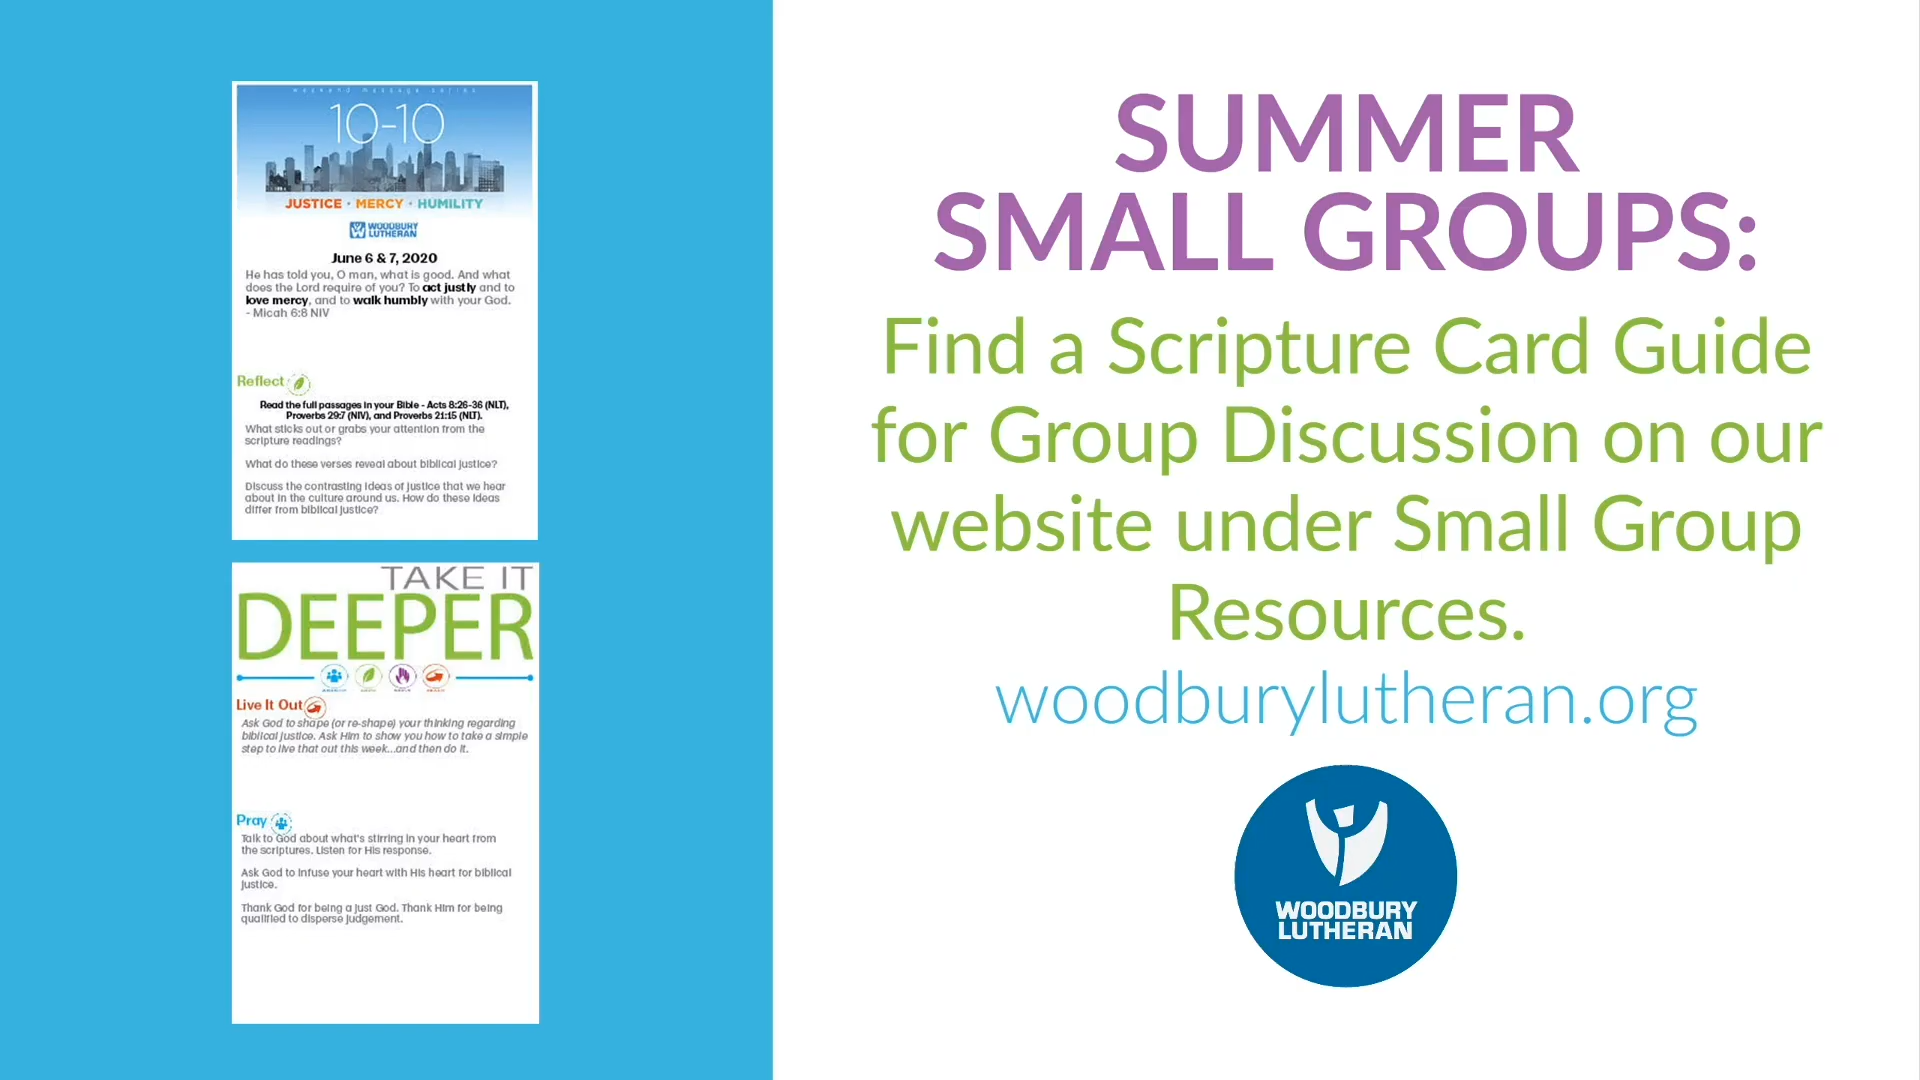 weekend message series
10-10
JUSTICE · MERCY · HUMILITY
WOODBURY
LUTHERAN
June 6 & 7, 2020
He has told you, O man, what is good. And what
does the Lord require of you? To act justly and to
love mercy, and to walk humbly with your God.
- Micah 6:8 NIV
Reflect
Read the full passages in your Bible - Acts 8:26-36 (NLT),
Proverbs 29:7 (NIV), and Proverbs 21:15 (NLT).
What sticks out or grabs your attention from the
scripture readings?
What do these verses reveal about biblical justice?
Discuss the contrasting ideas of justice that we hear
about in the culture around us. How do these ideas
differ from biblical justice?
TAKE IT
DEEPER
Live It Out
Ask God to shape (or re-shape) your thinking regarding
biblical justice. Ask Him to show you how to take a simple
step to live that out this week...and then do it.
Pray
Talk to God about what's stirring in your heart from
the scriptures. Listen for His response.
Ask God to infuse your heart with His heart for biblical
justice.
Thank God for being a just God. Thank Him for being
qualified to disperse judgement.
SUMMER
SMALL GROUPS:
Find a Scripture Card Guide
for Group Discussion on our
website under Small Group
Resources.
woodburylutheran.org
WOODBURY
LUTHERAN